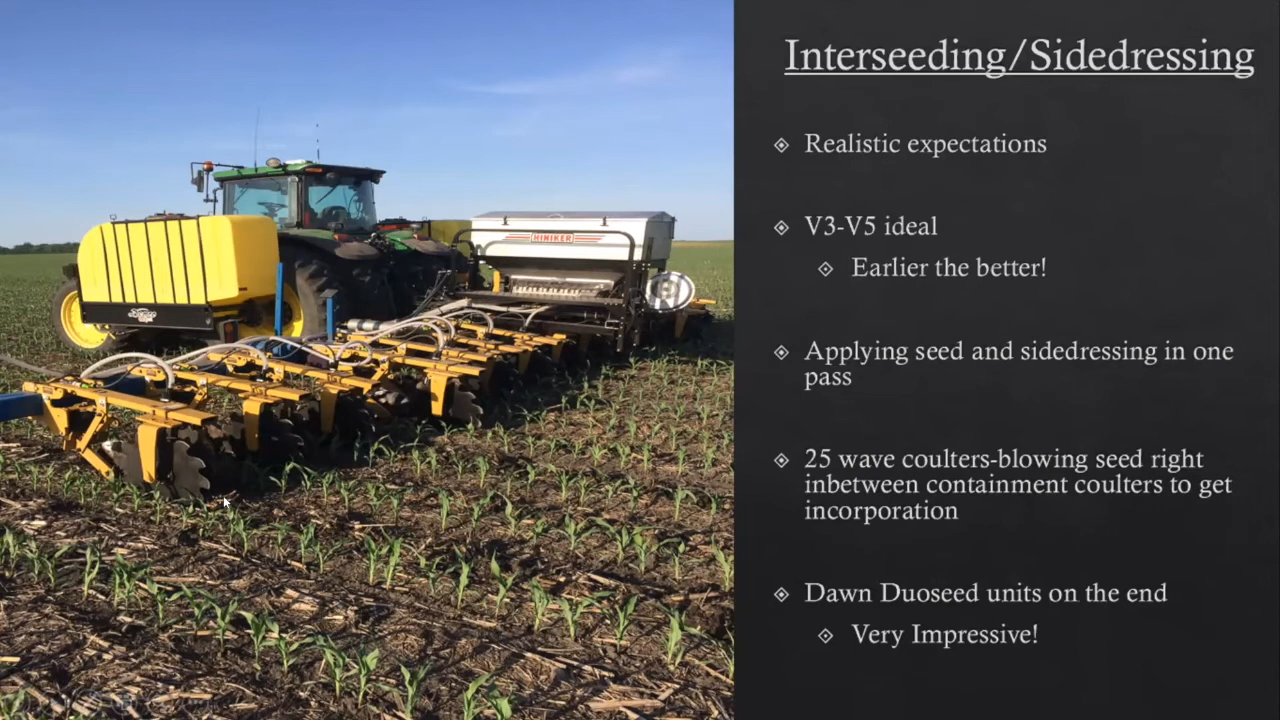 Interseeding/Sidedressing
Realistic expectations
V3-V5 ideal
Earlier the better!
Applying seed and sidedressing in one
pass
25 wave coulters-blowing seed right
inbetween containment coulters to get
incorporation
Dawn Duoseed units on the end
Very Impressive!
HINIKER